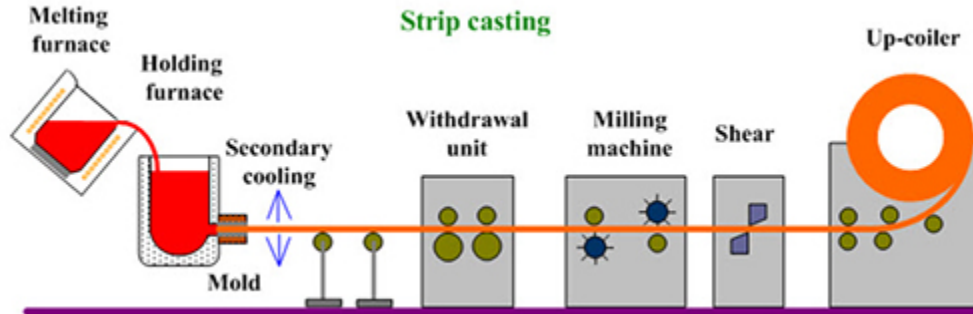 Strip casting
Melting
furnace
Holding
furnace
Secondary
cooling
Mold
Withdrawal
unit
Milling
machine
Shear
Up-coiler